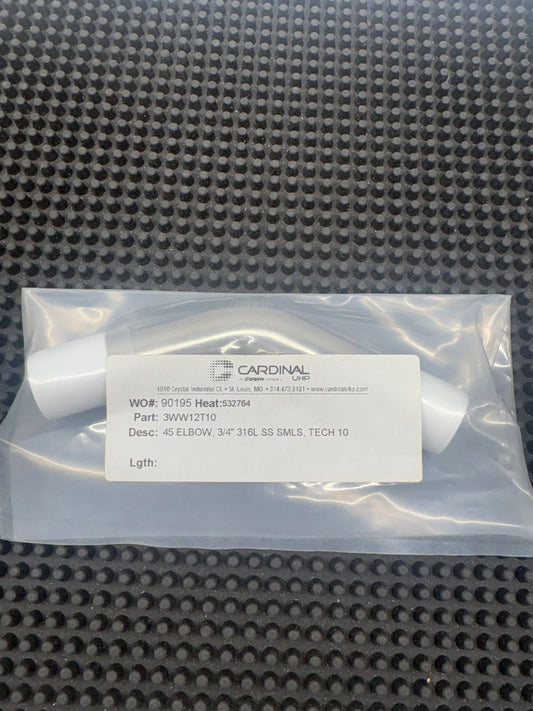 CARDINAL
UHP
1910 Crystal Industrial Ct. • St. Louis, MO • 314.473.2121 • www.cardinaluhp.com
WO#: 90195 Heat:532764
Part: 3WW12T10
Desc: 45 ELBOW, 3/4" 316L SS SMLS, TECH 10
Lgth: